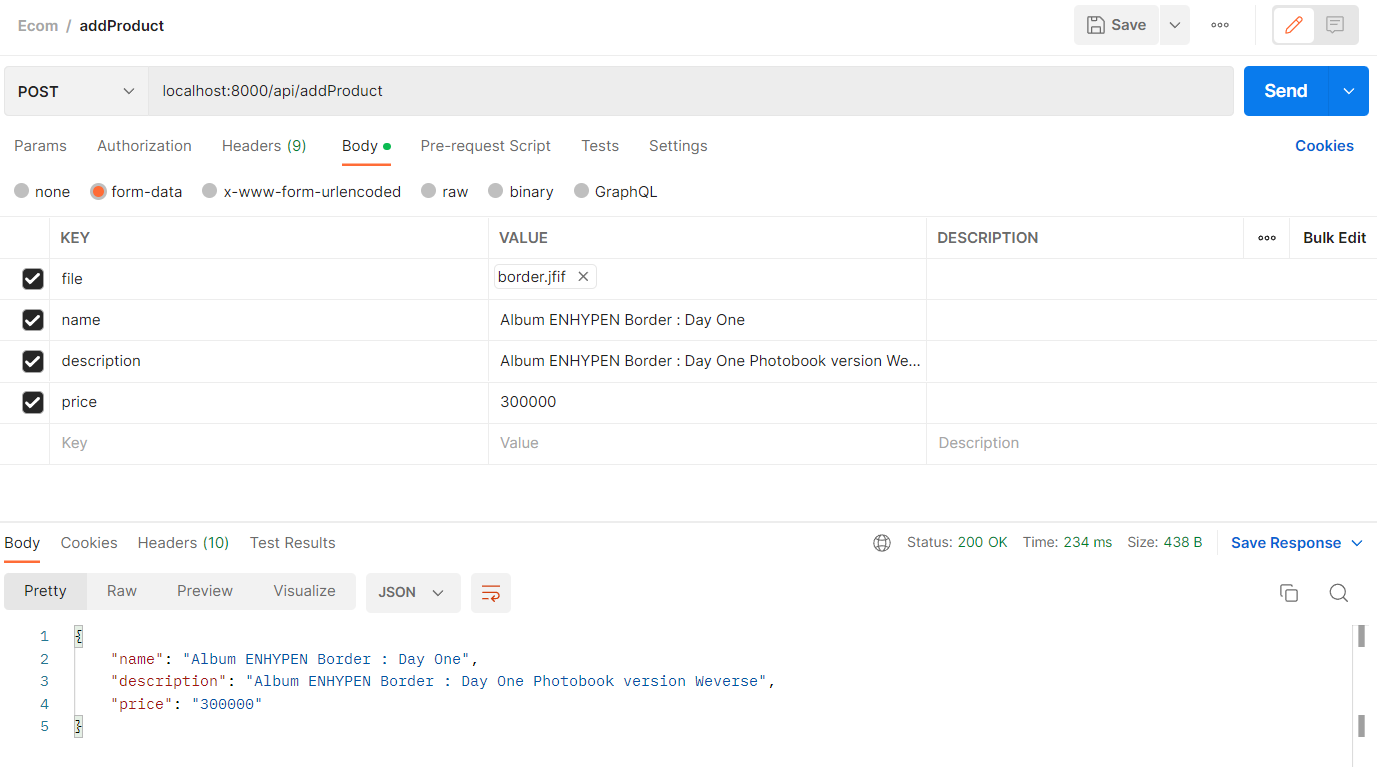 Ecom / addProduct
Save
POST
localhost:8000/api/addProduct
Send
Params Authorization Headers (9) Body Pre-request Script Tests Settings Cookies
none form-data x-www-form-urlencoded raw binary GraphQL
KEY VALUE DESCRIPTION Bulk Edit
file border.jfif
name Album ENHYPEN Border : Day One
description Album ENHYPEN Border : Day One Photobook version We...
price 300000
Key Value Description
Body Cookies Headers (10) Test Results Status: 200 OK Time: 234 ms Size: 438 B Save Response
Pretty Raw Preview Visualize JSON
1 {
2 "name": "Album ENHYPEN Border : Day One",
3 "description": "Album ENHYPEN Border : Day One Photobook version Weverse",
4 "price": "300000"
5 }